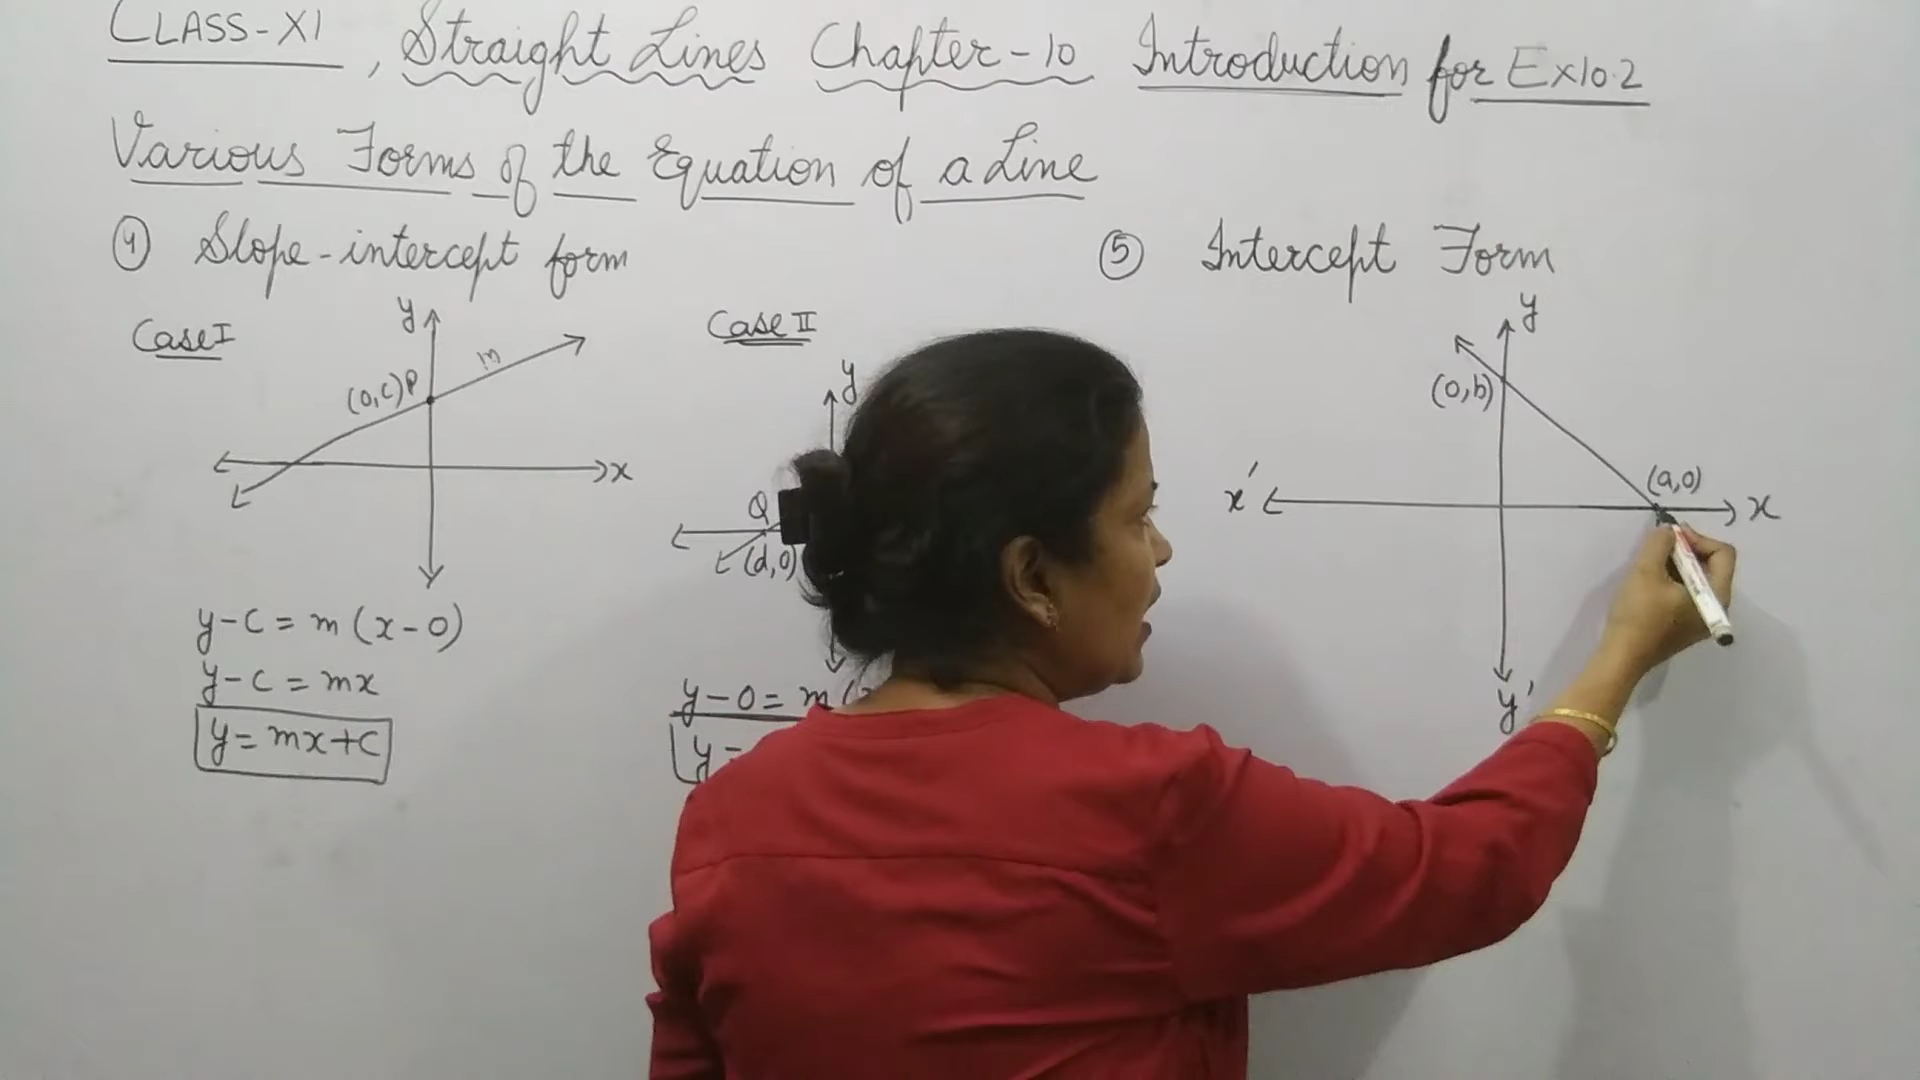 CLASS-XI, Straight Lines Chapter-10 Introduction for Ex10.2
Various Forms of the Equation of a Line
④ Slope-intercept form
Case I
y
m
(0,c) P
x
y-c = m(x-0)
y-c = mx
y = mx+c
Case II
y
Q
(d,0)
y-0 = m(
y=
⑤ Intercept Form
y
(0,b)
(a,0)
x'
x
y'